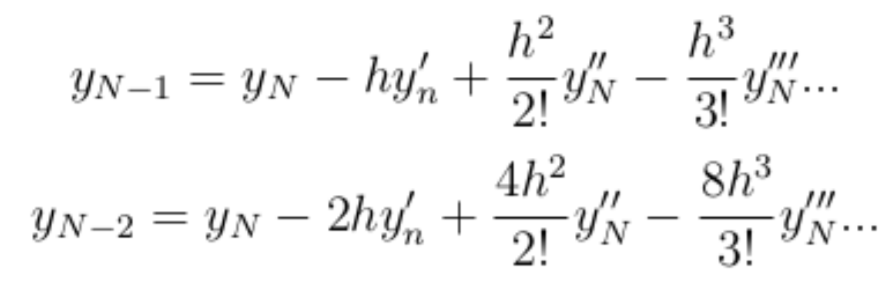 y_{N-1} = y_N - hy'_n + \frac{h^2}{2!}y''_N - \frac{h^3}{3!}y'''_N...
y_{N-2} = y_N - 2hy'_n + \frac{4h^2}{2!}y''_N - \frac{8h^3}{3!}y'''_N...